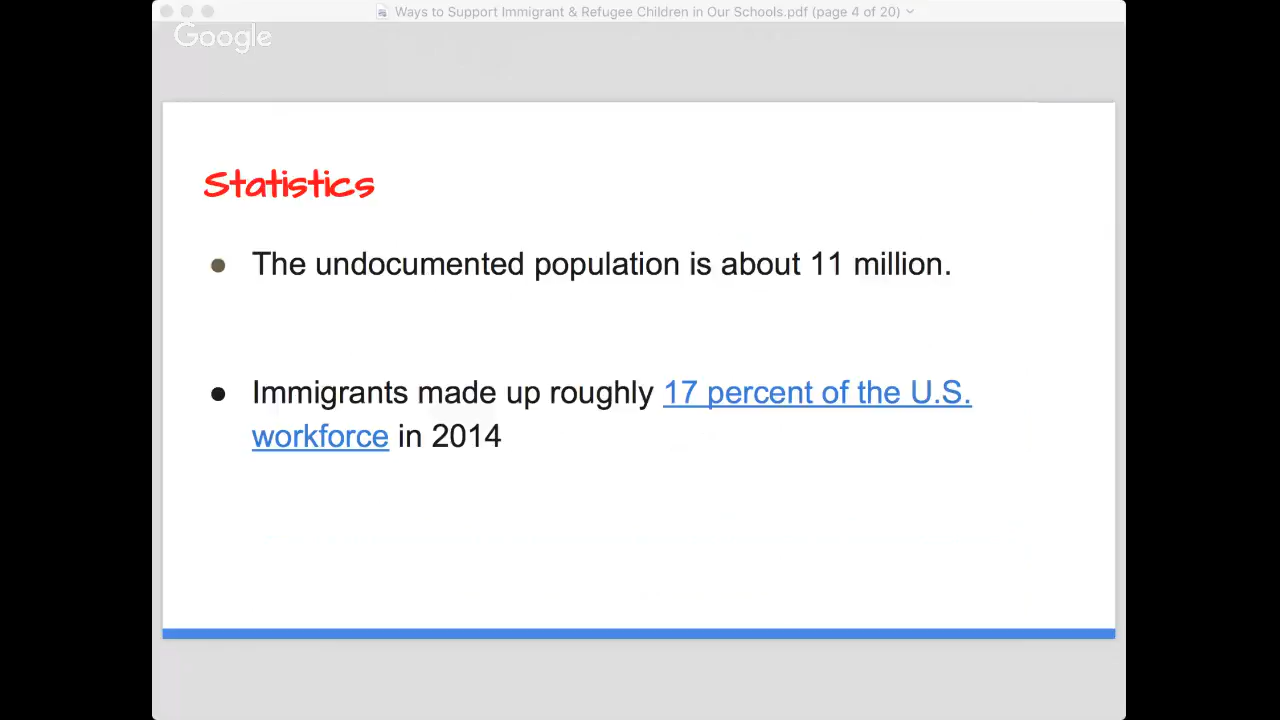 Ways to Support Immigrant & Refugee Children in Our Schools.pdf (page 4 of 20)
Google
Statistics
● The undocumented population is about 11 million.
● Immigrants made up roughly 17 percent of the U.S.
workforce in 2014